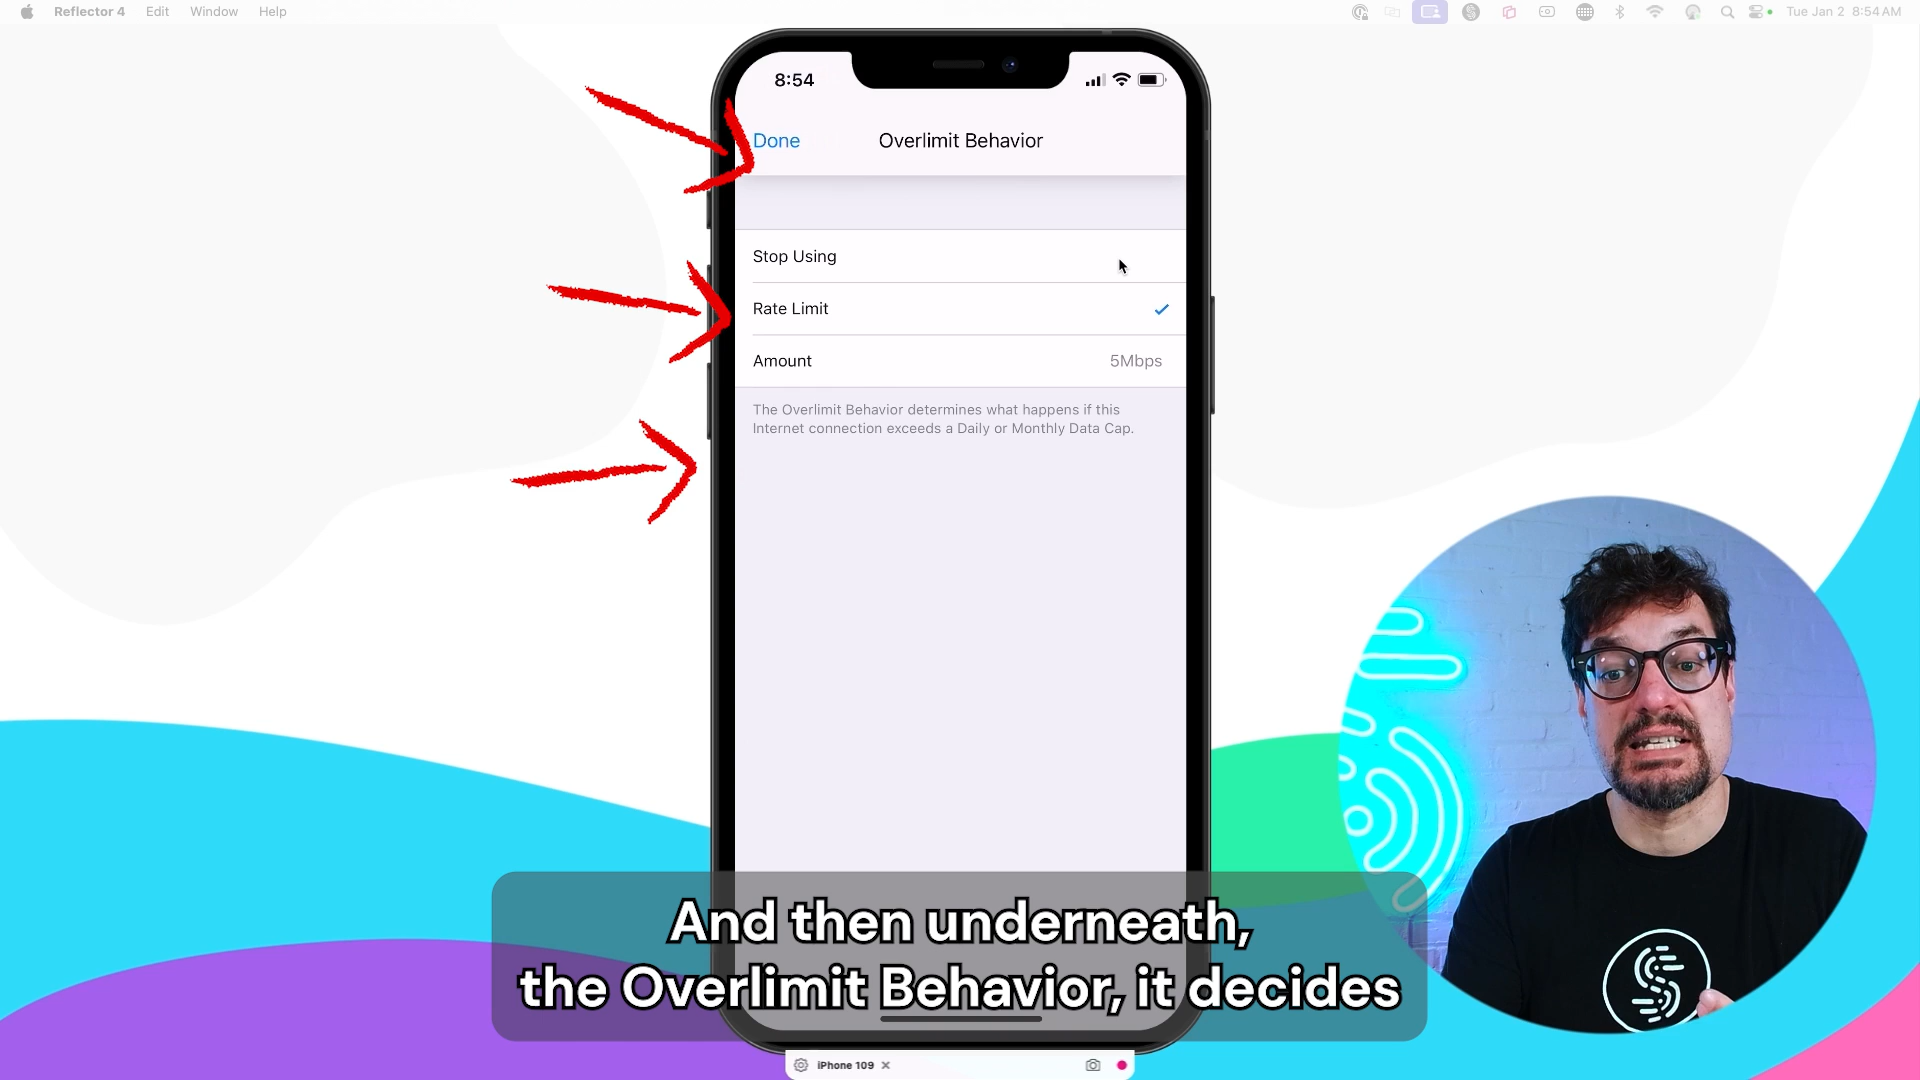 Reflector 4 Edit Window Help
Tue Jan 2 8:54 AM
8:54
Done
Overlimit Behavior
Stop Using
Rate Limit
Amount
5Mbps
The Overlimit Behavior determines what happens if this
Internet connection exceeds a Daily or Monthly Data Cap.
And then underneath,
the Overlimit Behavior, it decides
iPhone 109